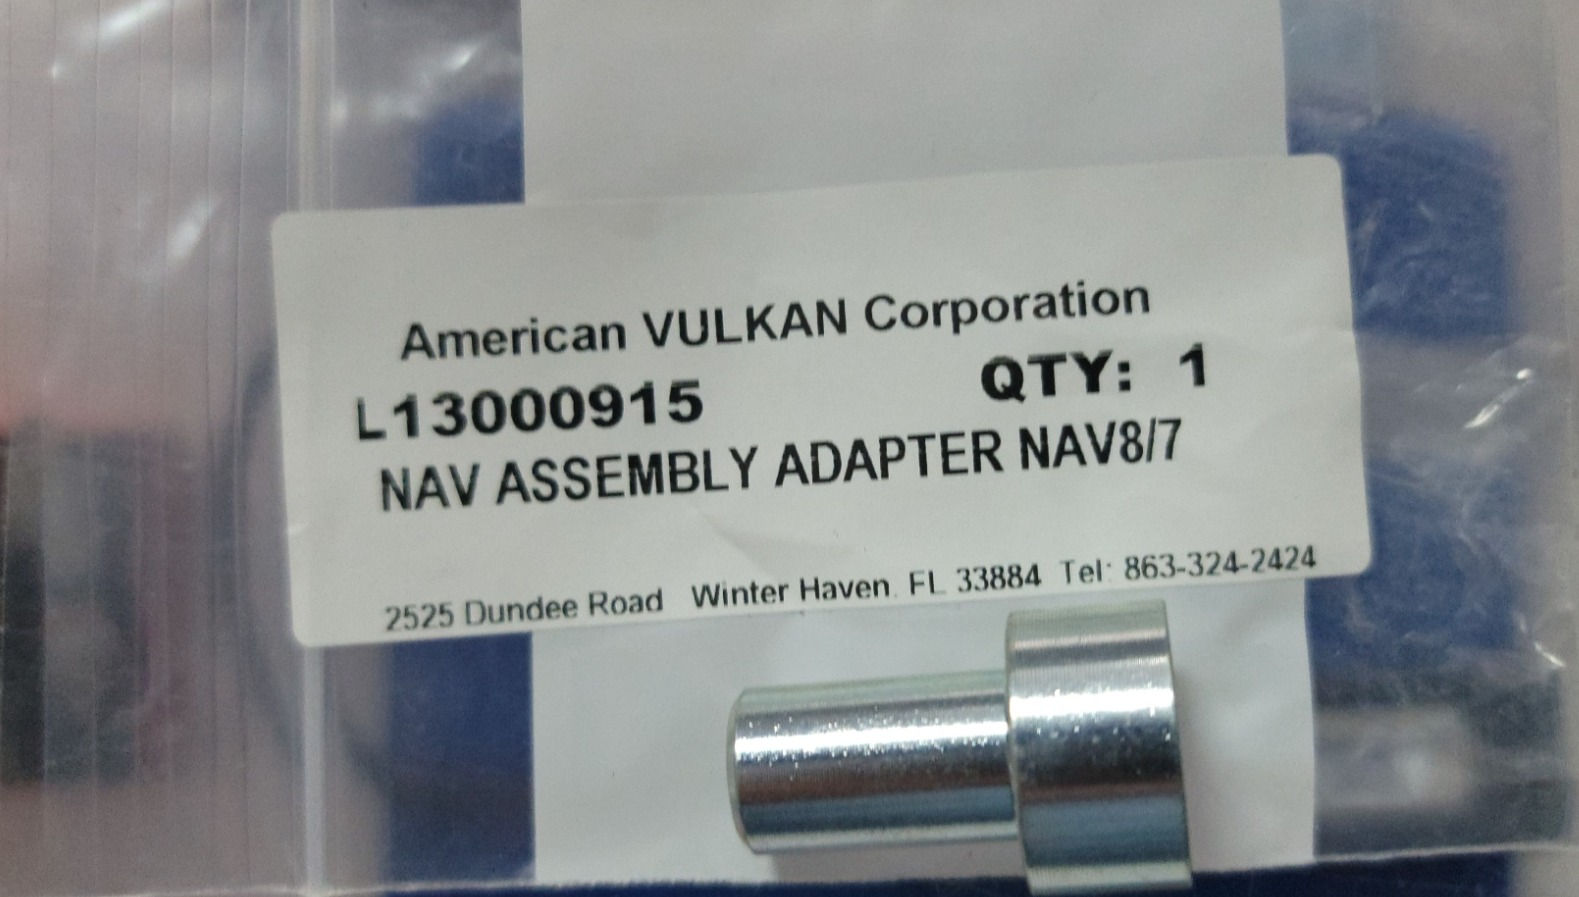 American VULKAN Corporation
L13000915 QTY: 1
NAV ASSEMBLY ADAPTER NAV8/7
2525 Dundee Road Winter Haven. FL 33884 Tel: 863-324-2424